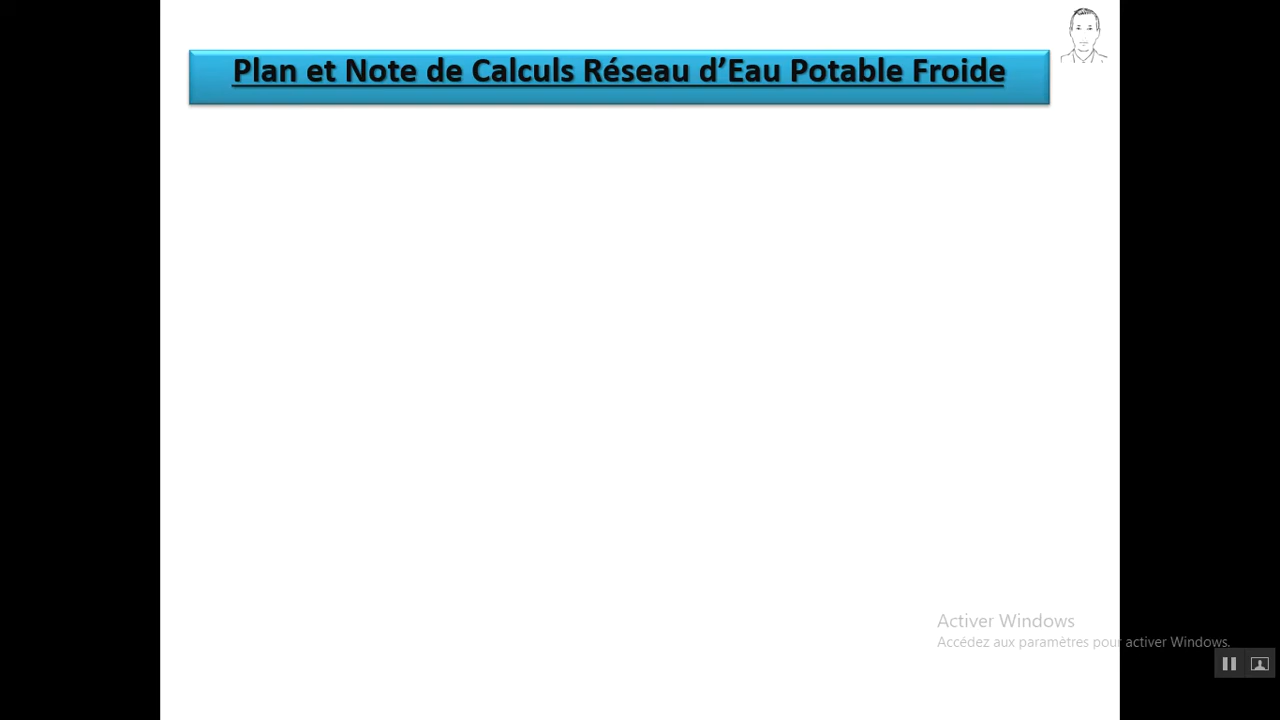 Plan et Note de Calculs Réseau d’Eau Potable Froide
Activer Windows
Accédez aux paramètres pour activer Windows.